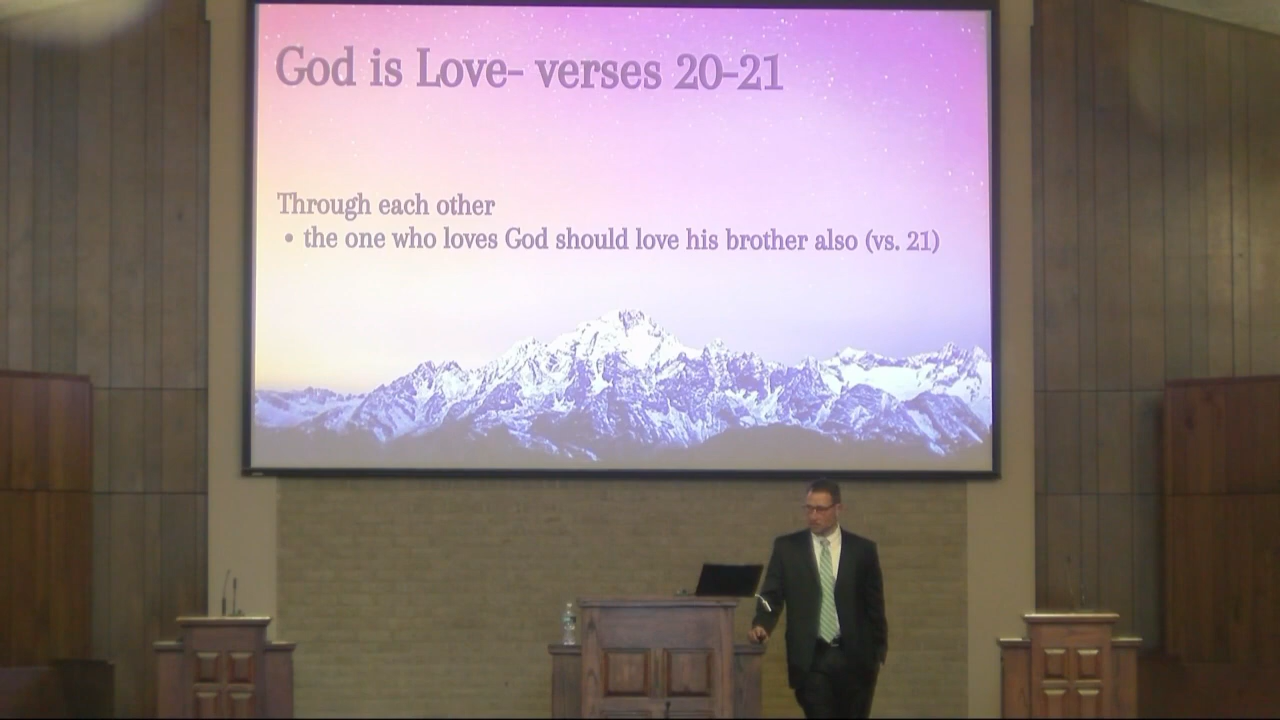 God is Love- verses 20-21
Through each other
• the one who loves God should love his brother also (vs. 21)